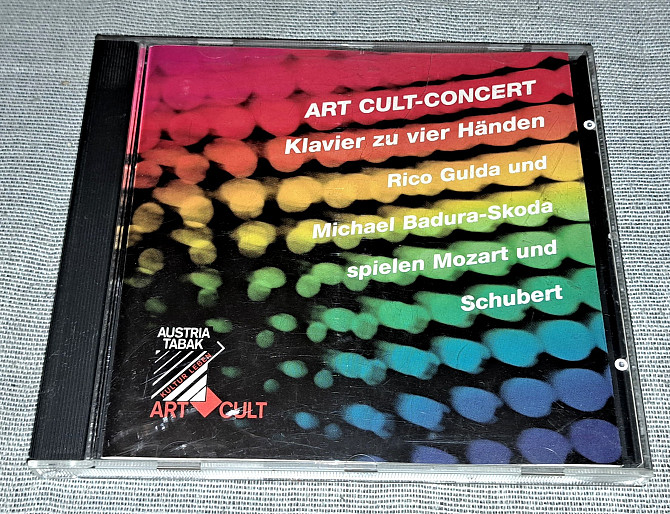 ART CULT-CONCERT
Klavier zu vier Händen
Rico Gulda und
Michael Badura-Skoda
spielen Mozart und
Schubert
AUSTRIA
TABAK
KULTUR LEBEN
ART CULT